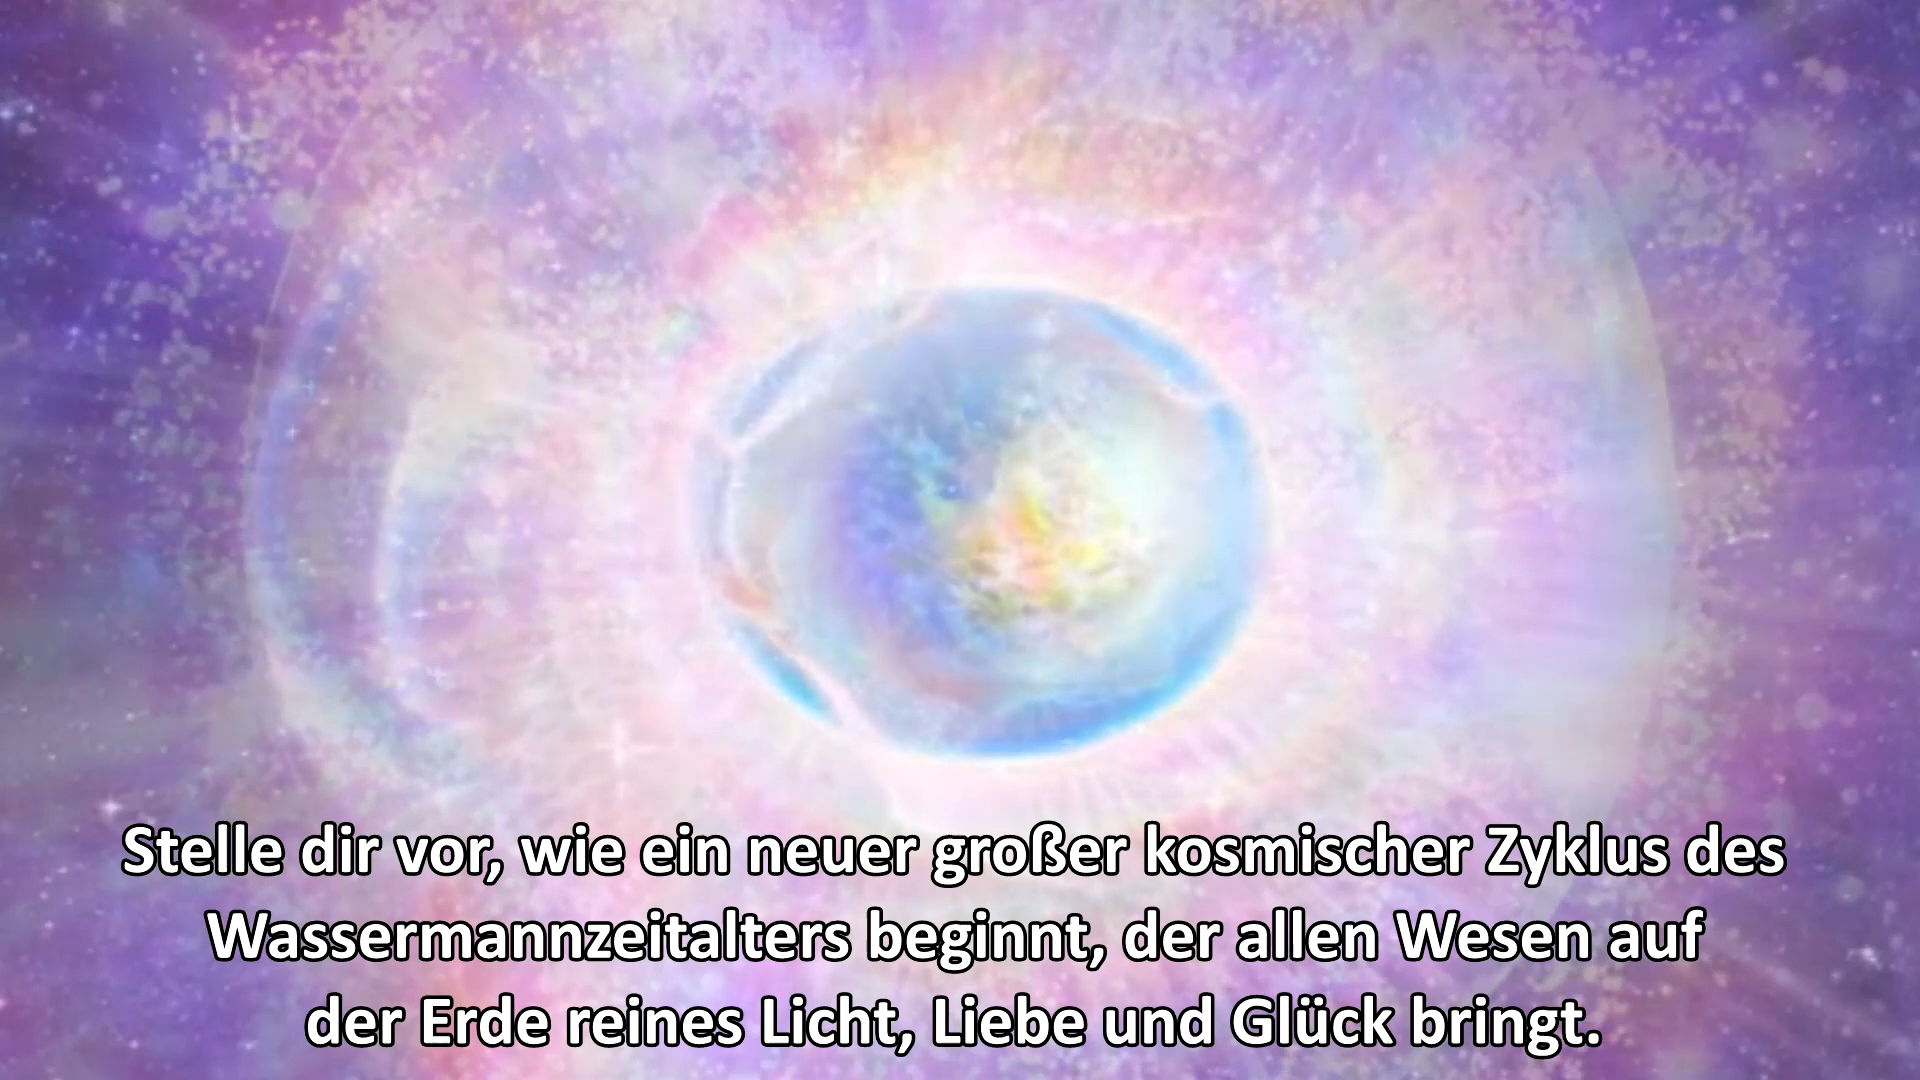 Stelle dir vor, wie ein neuer großer kosmischer Zyklus des
Wassermannzeitalters beginnt, der allen Wesen auf
der Erde reines Licht, Liebe und Glück bringt.